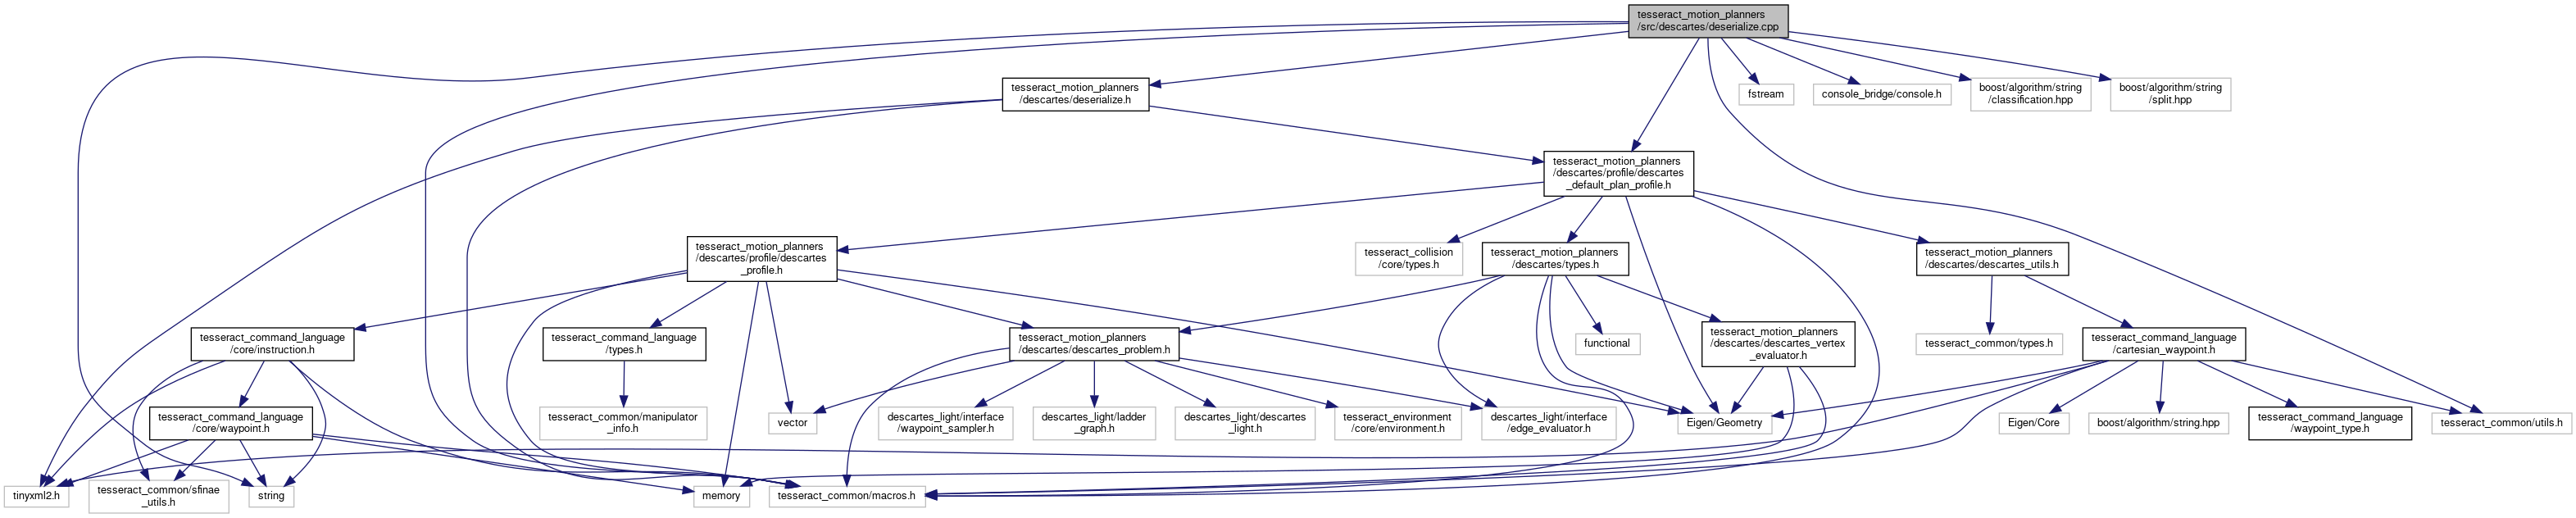 tesseract_motion_planners
/src/descartes/deserialize.cpp
tesseract_motion_planners
/descartes/deserialize.h
fstream
console_bridge/console.h
boost/algorithm/string
/classification.hpp
boost/algorithm/string
/split.hpp
tesseract_motion_planners
/descartes/profile/descartes
_default_plan_profile.h
tesseract_motion_planners
/descartes/profile/descartes
_profile.h
tesseract_collision
/core/types.h
tesseract_motion_planners
/descartes/types.h
tesseract_motion_planners
/descartes/descartes_utils.h
tesseract_command_language
/core/instruction.h
tesseract_command_language
/types.h
tesseract_motion_planners
/descartes/descartes_problem.h
functional
tesseract_motion_planners
/descartes/descartes_vertex
_evaluator.h
tesseract_common/types.h
tesseract_command_language
/cartesian_waypoint.h
tesseract_command_language
/core/waypoint.h
tesseract_common/manipulator
_info.h
vector
descartes_light/interface
/waypoint_sampler.h
descartes_light/ladder
_graph.h
descartes_light/descartes
_light.h
tesseract_environment
/core/environment.h
descartes_light/interface
/edge_evaluator.h
Eigen/Geometry
Eigen/Core
boost/algorithm/string.hpp
tesseract_command_language
/waypoint_type.h
tesseract_common/utils.h
tinyxml2.h
tesseract_common/sfinae
_utils.h
string
memory
tesseract_common/macros.h